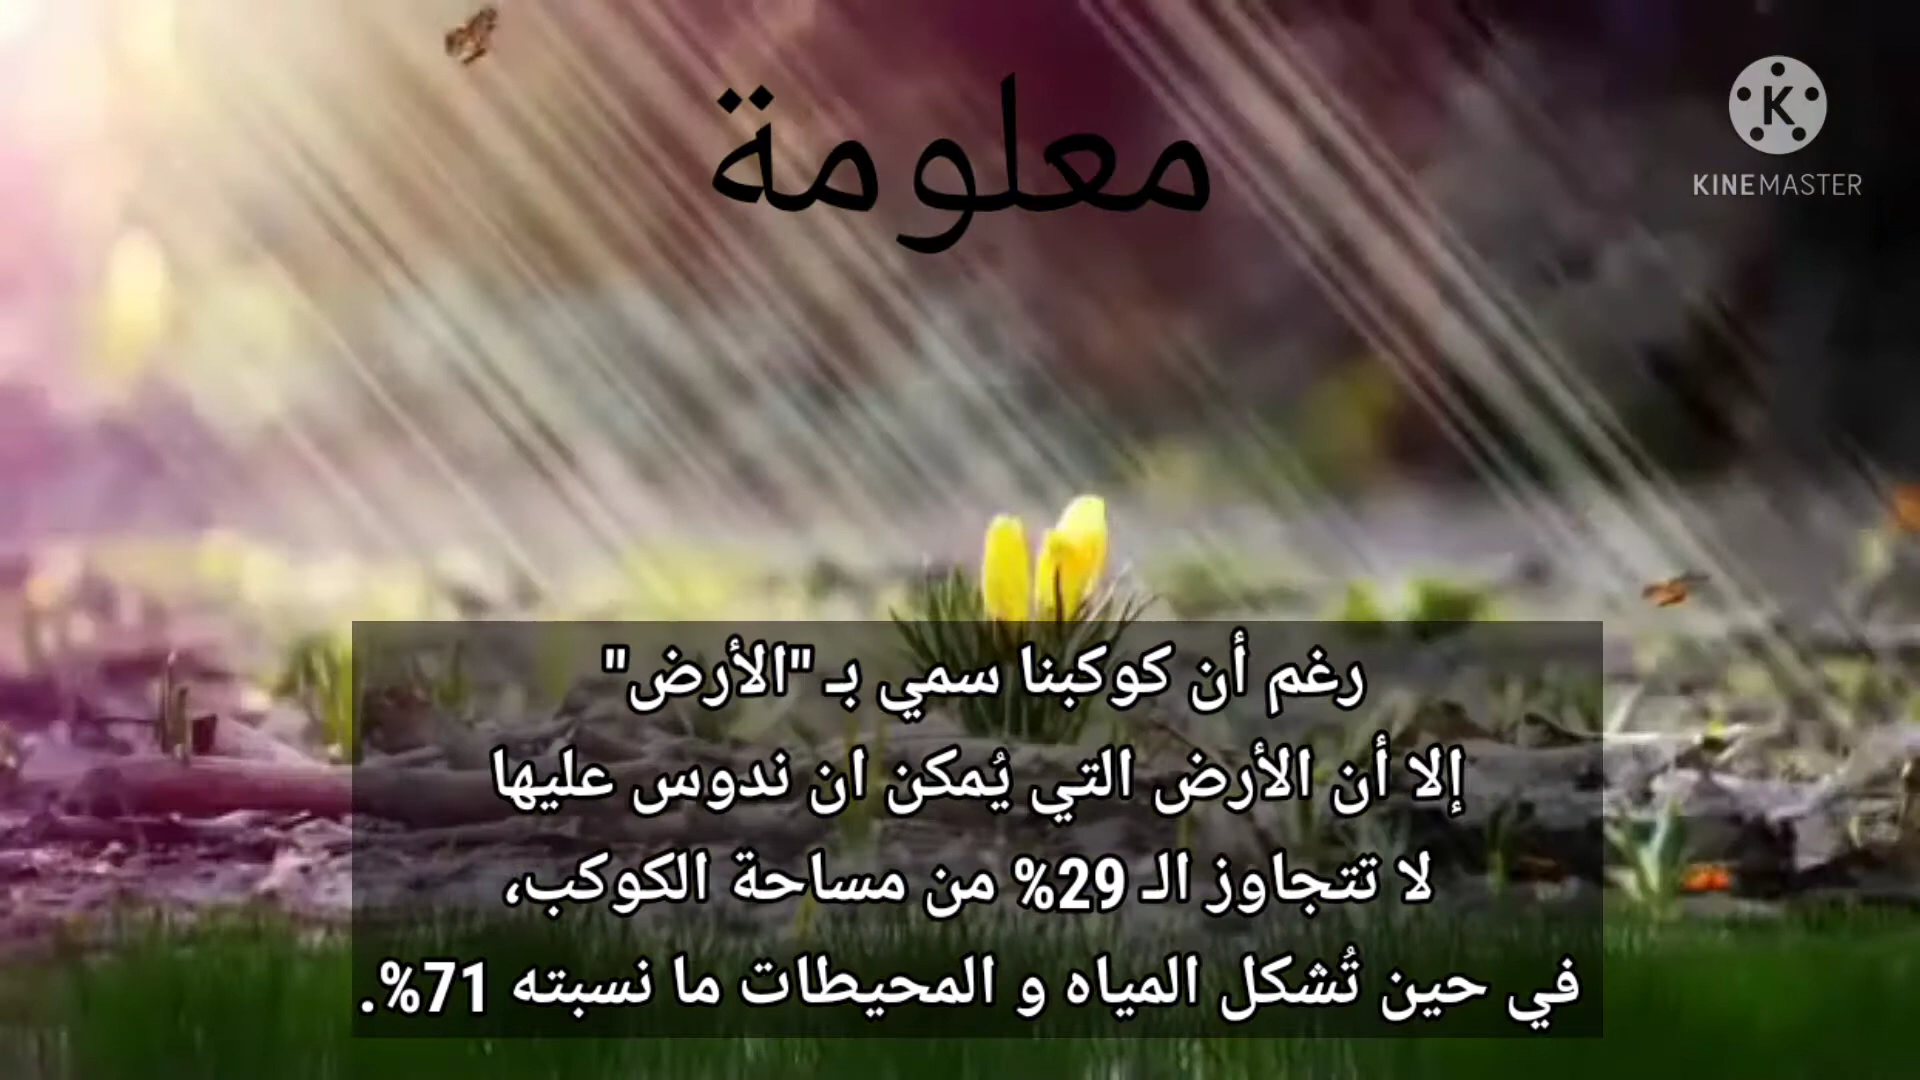 معلومة
KINEMASTER
رغم أن كوكبنا سمي بـ "الأرض"
إلا أن الأرض التي يُمكن ان ندوس عليها
لا تتجاوز الـ 29% من مساحة الكوكب،
في حين تُشكل المياه و المحيطات ما نسبته 71%.